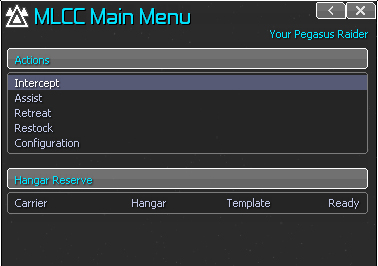 MLCC Main Menu
Your Pegasus Raider
Actions
Intercept
Assist
Retreat
Restock
Configuration
Hangar Reserve
Carrier Hangar Template Ready